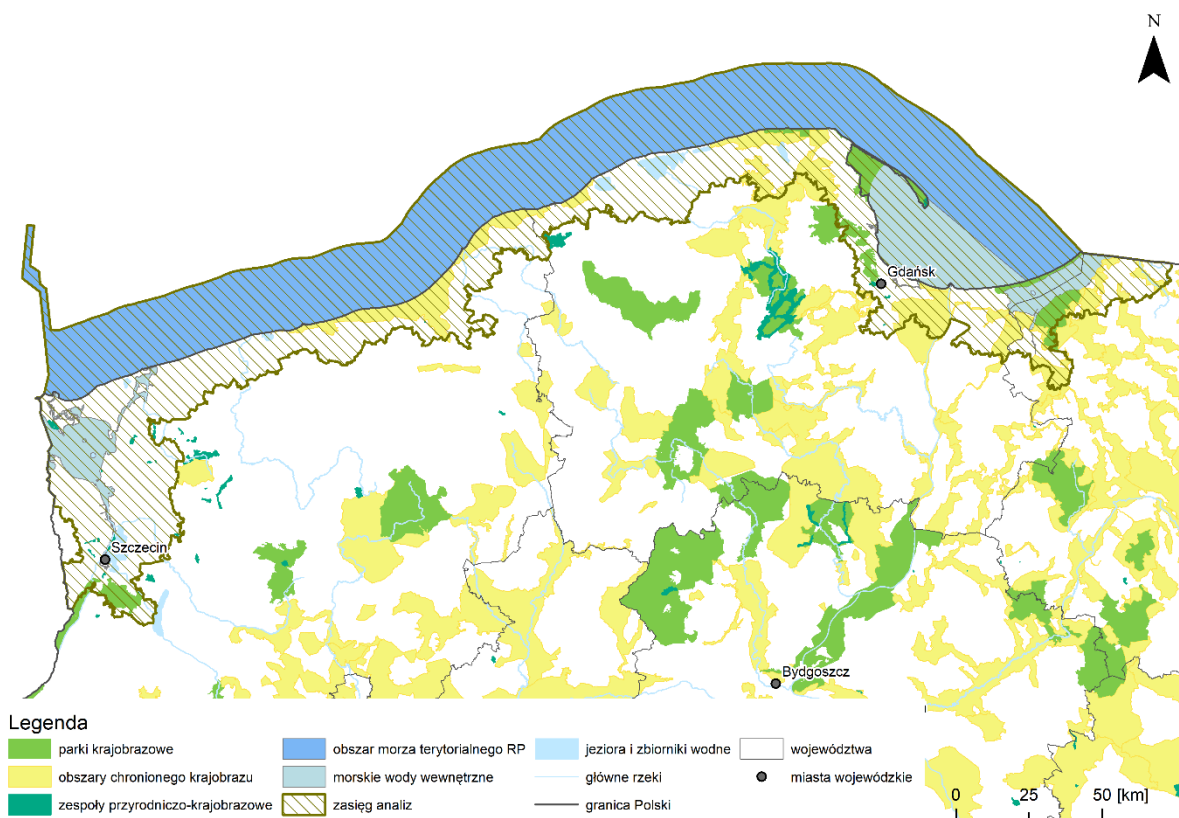 N
Gdańsk
Szczecin
Bydgoszcz
Legenda
parki krajobrazowe
obszary chronionego krajobrazu
zespoły przyrodniczo-krajobrazowe
obszar morza terytorialnego RP
morskie wody wewnętrzne
zasięg analiz
jeziora i zbiorniki wodne
główne rzeki
granica Polski
województwa
miasta wojewódzkie
0 25 50 [km]